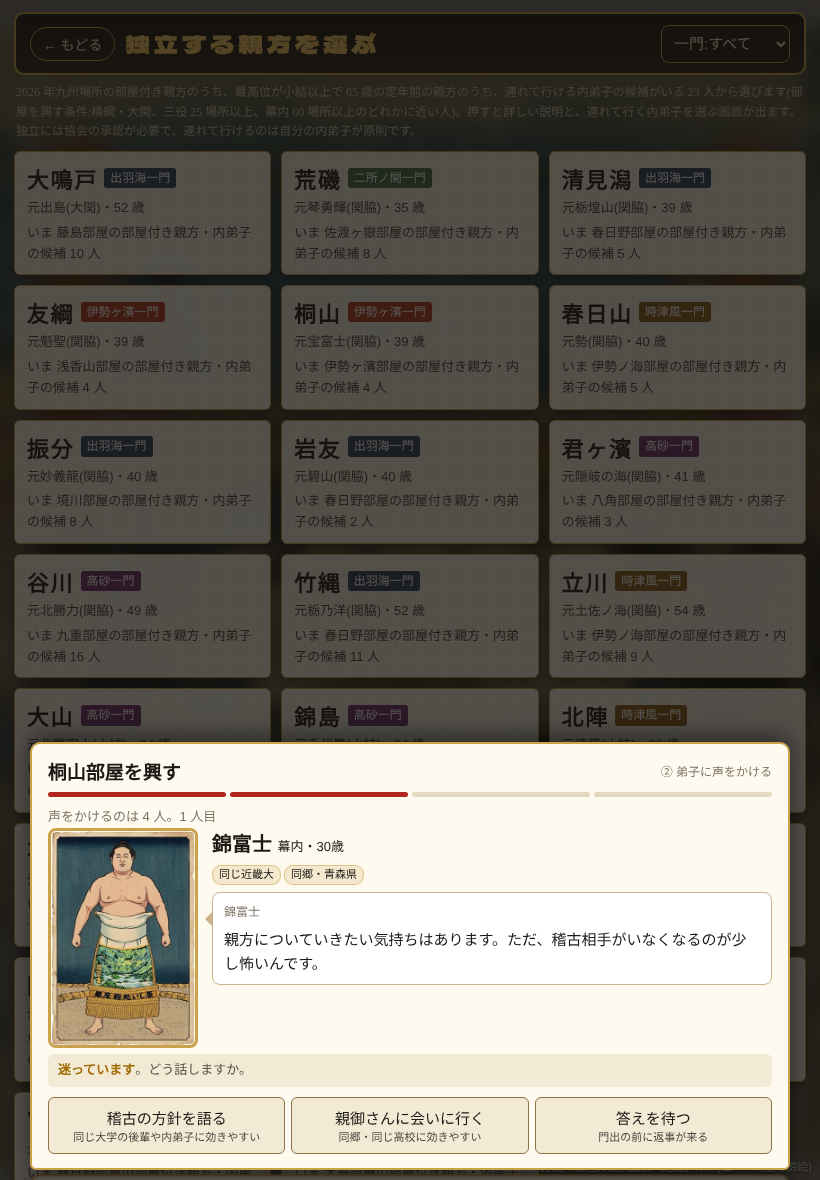 ← もどる
独立する親方を選ぶ
一門:すべて
2026 年九州場所の部屋付き親方のうち、最高位が小結以上で 65 歳の定年前の親方のうち、連れて行ける内弟子の候補がいる 23 人から選びます(部
屋を興す条件:横綱・大関、三役 25 場所以上、幕内 60 場所以上のどれかに近い人)。押すと詳しい説明と、連れて行く内弟子を選ぶ画面が出ます。
独立には協会の承認が必要で、連れて行けるのは自分の内弟子が原則です。
大鳴戸 出羽海一門
元出島(大関)・52 歳
いま 藤島部屋の部屋付き親方・内弟子
の候補 10 人
荒磯 二所ノ関一門
元琴勇輝(関脇)・35 歳
いま 佐渡ヶ嶽部屋の部屋付き親方・内
弟子の候補 8 人
清見潟 出羽海一門
元栃煌山(関脇)・39 歳
いま 春日野部屋の部屋付き親方・内弟
子の候補 5 人
友綱 伊勢ヶ濱一門
元魁聖(関脇)・39 歳
いま 浅香山部屋の部屋付き親方・内弟
子の候補 4 人
桐山 伊勢ヶ濱一門
元宝富士(関脇)・39 歳
いま 伊勢ヶ濱部屋の部屋付き親方・内
弟子の候補 4 人
春日山 時津風一門
元勢(関脇)・40 歳
いま 伊勢ノ海部屋の部屋付き親方・内
弟子の候補 5 人
振分 出羽海一門
元妙義龍(関脇)・40 歳
いま 境川部屋の部屋付き親方・内弟子
の候補 8 人
岩友 出羽海一門
元碧山(関脇)・40 歳
いま 春日野部屋の部屋付き親方・内弟
子の候補 2 人
君ヶ濱 高砂一門
元隠岐の海(関脇)・41 歳
いま 八角部屋の部屋付き親方・内弟子
の候補 3 人
谷川 高砂一門
元北勝力(関脇)・49 歳
いま 九重部屋の部屋付き親方・内弟子
の候補 16 人
竹縄 出羽海一門
元栃乃洋(関脇)・52 歳
いま 春日野部屋の部屋付き親方・内弟
子の候補 11 人
立川 時津風一門
元土佐ノ海(関脇)・54 歳
いま 伊勢ノ海部屋の部屋付き親方・内
弟子の候補 9 人
大山 高砂一門
錦島 高砂一門
北陣 時津風一門
桐山部屋を興す
② 弟子に声をかける
声をかけるのは 4 人。1 人目
錦富士 幕内・30歳
同じ近畿大 同郷・青森県
錦富士
親方についていきたい気持ちはあります。ただ、稽古相手がいなくなるのが少
し怖いんです。
迷っています。どう話しますか。
稽古の方針を語る
同じ大学の後輩や内弟子に効きやすい
親御さんに会いに行く
同郷・同じ高校に効きやすい
答えを待つ
門出の前に返事が来る